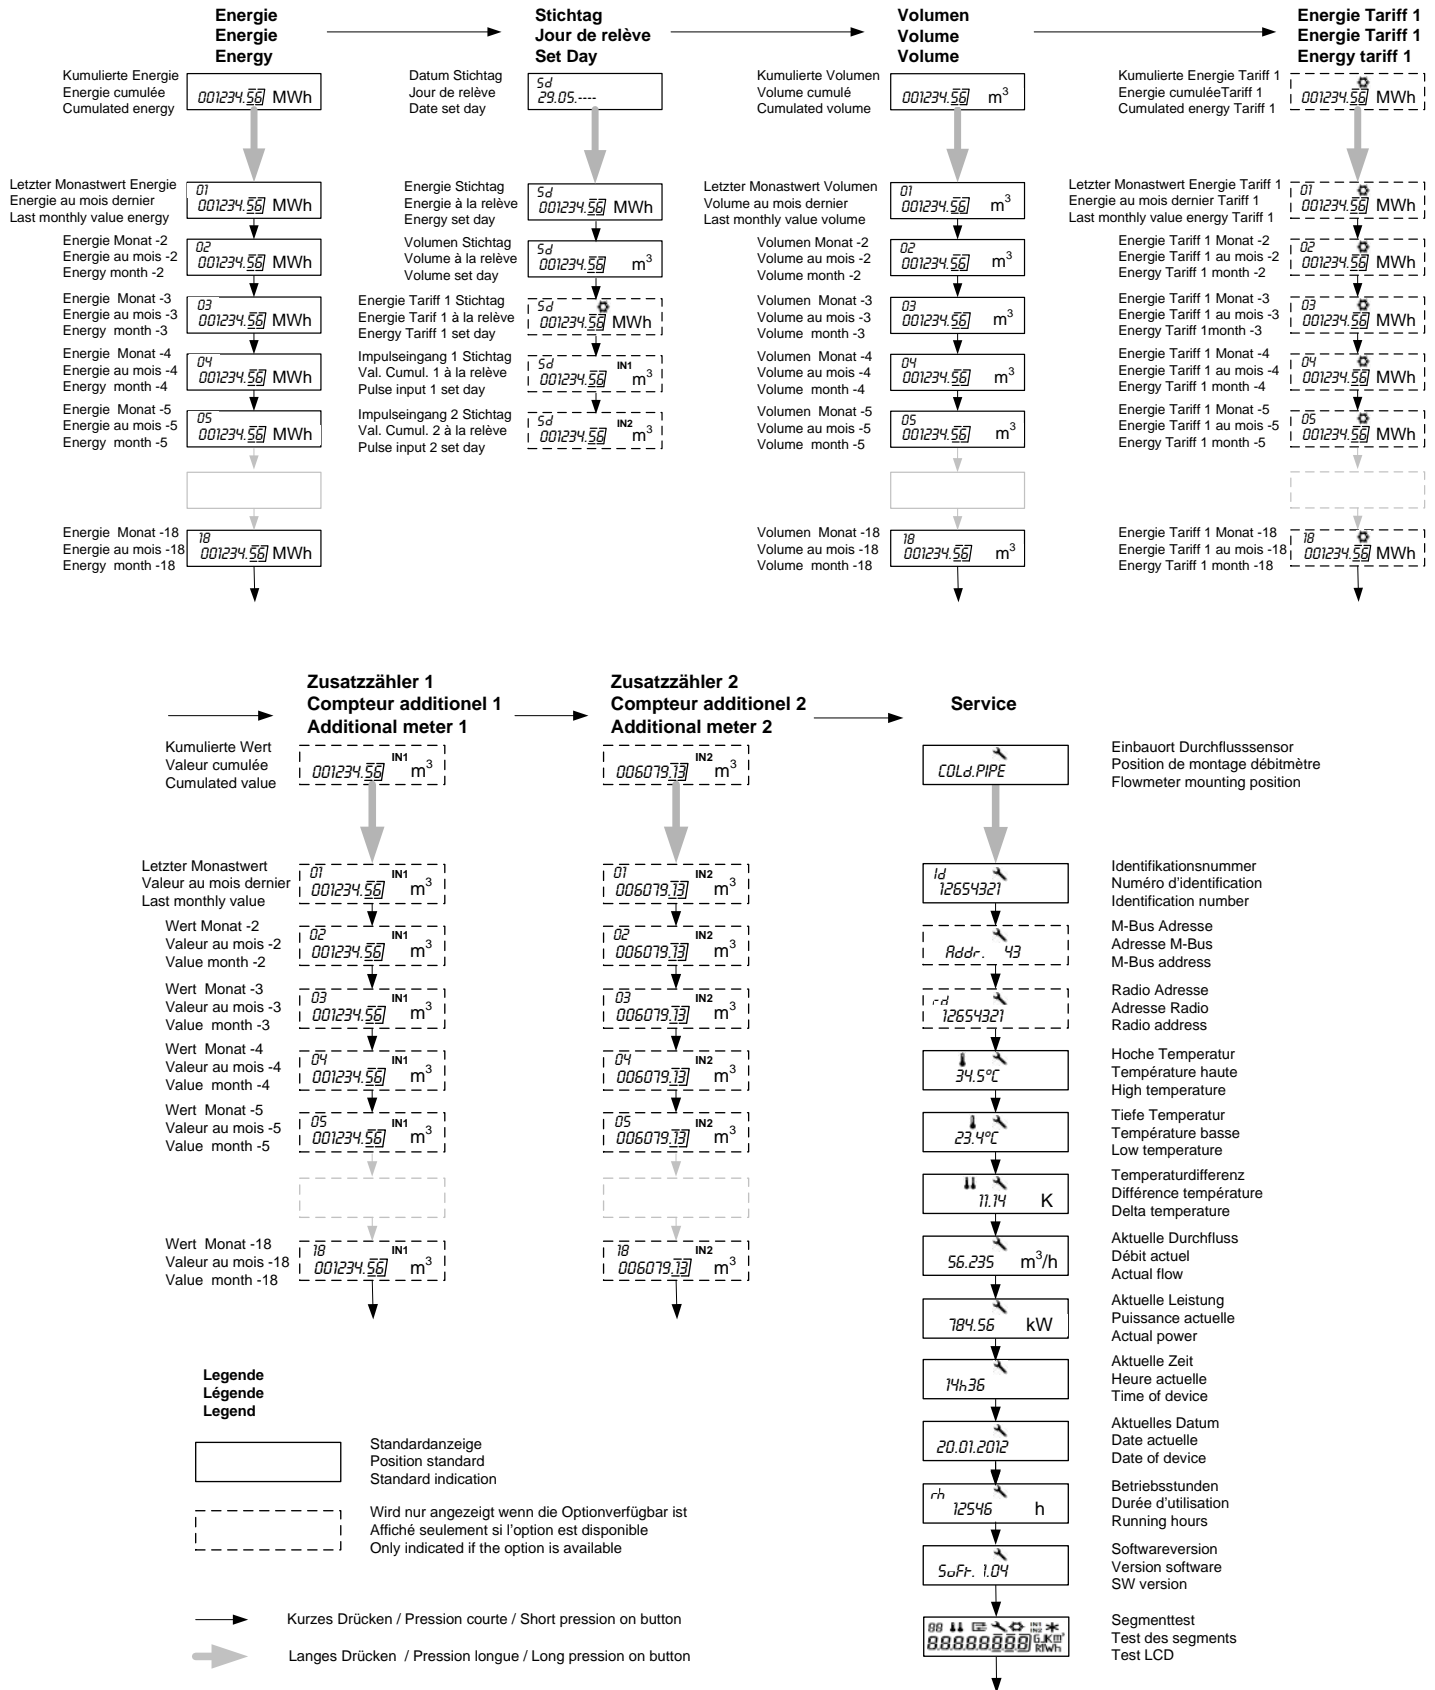 Energie
Energie
Energy
Stichtag
Jour de relève
Set Day
Volumen
Volume
Volume
Energie Tariff 1
Energie Tariff 1
Energy tariff 1
Kumulierte Energie
Energie cumulée
Cumulated energy
001234.56 MWh
Letzter Monastwert Energie
Energie au mois dernier
Last monthly value energy
01
001234.56 MWh
Energie Monat -2
Energie au mois -2
Energy month -2
02
001234.56 MWh
Energie Monat -3
Energie au mois -3
Energy month -3
03
001234.56 MWh
Energie Monat -4
Energie au mois -4
Energy month -4
04
001234.56 MWh
Energie Monat -5
Energie au mois -5
Energy month -5
05
001234.56 MWh
Energie Monat -18
Energie au mois -18
Energy month -18
18
001234.56 MWh
Datum Stichtag
Jour de relève
Date set day
Sd
29.05.----
Energie Stichtag
Energie à la relève
Energy set day
Sd
001234.56 MWh
Volumen Stichtag
Volume à la relève
Volume set day
Sd
001234.56 m³
Energie Tariff 1 Stichtag
Energie Tarif 1 à la relève
Energy Tariff 1 set day
Sd
001234.56 MWh
Impulseingang 1 Stichtag
Val. Cumul. 1 à la relève
Pulse input 1 set day
Sd IN1
001234.56 m³
Impulseingang 2 Stichtag
Val. Cumul. 2 à la relève
Pulse input 2 set day
Sd IN2
001234.56 m³
Kumulierte Volumen
Volume cumulé
Cumulated volume
001234.56 m³
Letzter Monastwert Volumen
Volume au mois dernier
Last monthly value volume
01
001234.56 m³
Volumen Monat -2
Volume au mois -2
Volume month -2
02
001234.56 m³
Volumen Monat -3
Volume au mois -3
Volume month -3
03
001234.56 m³
Volumen Monat -4
Volume au mois -4
Volume month -4
04
001234.56 m³
Volumen Monat -5
Volume au mois -5
Volume month -5
05
001234.56 m³
Volumen Monat -18
Volume au mois -18
Volume month -18
18
001234.56 m³
Kumulierte Energie Tariff 1
Energie cumuléeTariff 1
Cumulated energy Tariff 1
001234.56 MWh
Letzter Monastwert Energie Tariff 1
Energie au mois dernier Tariff 1
Last monthly value energy Tariff 1
01
001234.56 MWh
Energie Tariff 1 Monat -2
Energie Tariff 1 au mois -2
Energy Tariff 1 month -2
02
001234.56 MWh
Energie Tariff 1 Monat -3
Energie Tariff 1 au mois -3
Energy Tariff 1month -3
03
001234.56 MWh
Energie Tariff 1 Monat -4
Energie Tariff 1 au mois -4
Energy Tariff 1 month -4
04
001234.56 MWh
Energie Tariff 1 Monat -5
Energie Tariff 1 au mois -5
Energy Tariff 1 month -5
05
001234.56 MWh
Energie Tariff 1 Monat -18
Energie Tariff 1 au mois -18
Energy Tariff 1 month -18
18
001234.56 MWh
Zusatzzähler 1
Compteur additionel 1
Additional meter 1
Zusatzzähler 2
Compteur additionel 2
Additional meter 2
Service
Kumulierte Wert
Valeur cumulée
Cumulated value
IN1
001234.56 m³
IN2
006079.13 m³
Letzter Monastwert
Valeur au mois dernier
Last monthly value
01 IN1
001234.56 m³
01 IN2
006079.13 m³
Wert Monat -2
Valeur au mois -2
Value month -2
02 IN1
001234.56 m³
02 IN2
006079.13 m³
Wert Monat -3
Valeur au mois -3
Value month -3
03 IN1
001234.56 m³
03 IN2
006079.13 m³
Wert Monat -4
Valeur au mois -4
Value month -4
04 IN1
001234.56 m³
04 IN2
006079.13 m³
Wert Monat -5
Valeur au mois -5
Value month -5
05 IN1
001234.56 m³
05 IN2
006079.13 m³
Wert Monat -18
Valeur au mois -18
Value month -18
18 IN1
001234.56 m³
18 IN2
006079.13 m³
COLd.PIPE
Einbauort Durchflusssensor
Position de montage débitmètre
Flowmeter mounting position
Id
12654321
Identifikationsnummer
Numéro d'identification
Identification number
Addr. 43
M-Bus Adresse
Adresse M-Bus
M-Bus address
rd
12654321
Radio Adresse
Adresse Radio
Radio address
34.5°C
Hoche Temperatur
Température haute
High temperature
23.4°C
Tiefe Temperatur
Température basse
Low temperature
11.14 K
Temperaturdifferenz
Différence température
Delta temperature
56.235 m³/h
Aktuelle Durchfluss
Débit actuel
Actual flow
784.56 kW
Aktuelle Leistung
Puissance actuelle
Actual power
14h36
Aktuelle Zeit
Heure actuelle
Time of device
20.01.2012
Aktuelles Datum
Date actuelle
Date of device
rh
12546 h
Betriebsstunden
Durée d'utilisation
Running hours
SoFt. 1.04
Softwareversion
Version software
SW version
88 IN1
IN2
88888888
Segmenttest
Test des segments
Test LCD
Legende
Légende
Legend
Standardanzeige
Position standard
Standard indication
Wird nur angezeigt wenn die Optionverfügbar ist
Affiché seulement si l'option est disponible
Only indicated if the option is available
Kurzes Drücken / Pression courte / Short pression on button
Langes Drücken / Pression longue / Long pression on button